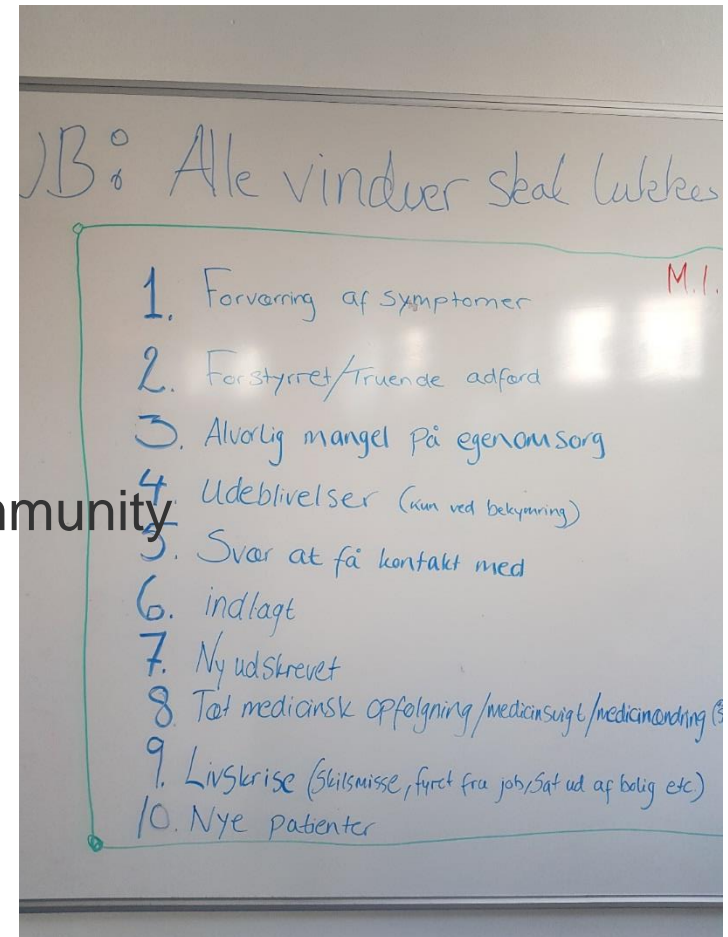 NB: Alle vinduer skal lukkes
M.I.
1. Forværring af symptomer
2. Forstyrret/Truende adfærd
3. Alvorlig mangel på egenomsorg
4. Udeblivelser (kun ved bekymring)
munity
5. Svær at få kontakt med
6. indlagt
7. Ny udskrevet
8 Tæt medicinsk opfølgning/medicinsvigt/medicinændring (3
9. Livskrise (skilsmisse, fyret fra job, sat ud af bolig etc.)
10. Nye patienter